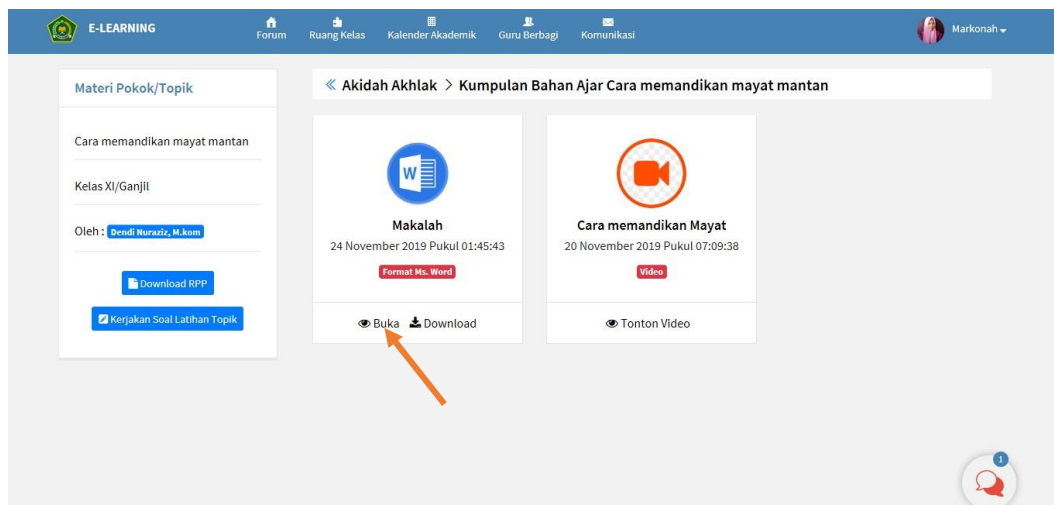 E-LEARNING
Forum
Ruang Kelas
Kalender Akademik
Guru Berbagi
Komunikasi
Markonah
Materi Pokok/Topik
Cara memandikan mayat mantan
Kelas XI/Ganjil
Oleh : Dendi Nuraziz, M.kom
Download RPP
Kerjakan Soal Latihan Topik
« Akidah Akhlak > Kumpulan Bahan Ajar Cara memandikan mayat mantan
W
Makalah
24 November 2019 Pukul 01:45:43
Format Ms. Word
Buka Download
Cara memandikan Mayat
20 November 2019 Pukul 07:09:38
Video
Tonton Video
1